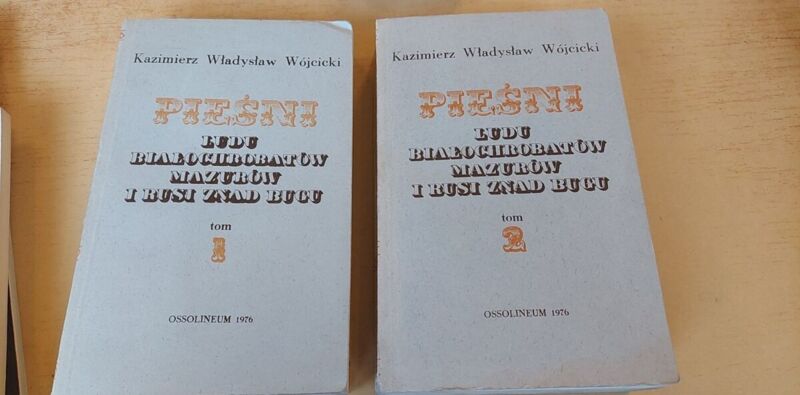 Kazimierz Władysław Wójcicki
PIEŚNI
LUDU
BIAŁOCHROBATÓW
MAZURÓW
I RUSI ZNAD BUGU
tom
1
OSSOLINEUM 1976
Kazimierz Władysław Wójcicki
PIEŚNI
LUDU
BIAŁOCHROBATÓW
MAZURÓW
I RUSI ZNAD BUGU
tom
2
OSSOLINEUM 1976